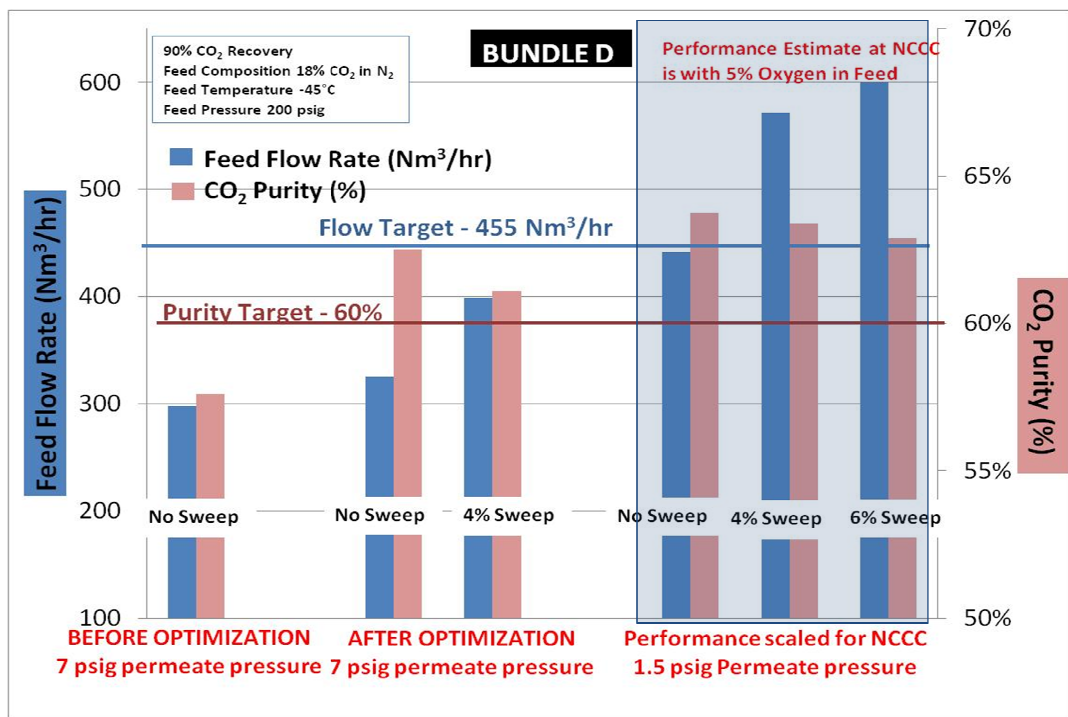 BUNDLE D
90% CO₂ Recovery
Feed Composition 18% CO₂ in N₂
Feed Temperature -45°C
Feed Pressure 200 psig
Performance Estimate at NCCC
is with 5% Oxygen in Feed
Feed Flow Rate (Nm³/hr)
CO₂ Purity (%)
Flow Target - 455 Nm³/hr
Purity Target - 60%
Feed Flow Rate (Nm³/hr)
600
500
400
300
200
100
70%
65%
60%
55%
50%
CO₂ Purity
(%)
No Sweep
No Sweep
4% Sweep
No Sweep
4% Sweep
6% Sweep
BEFORE OPTIMIZATION
7 psig permeate pressure
AFTER OPTIMIZATION
7 psig permeate pressure
Performance scaled for NCCC
1.5 psig Permeate pressure